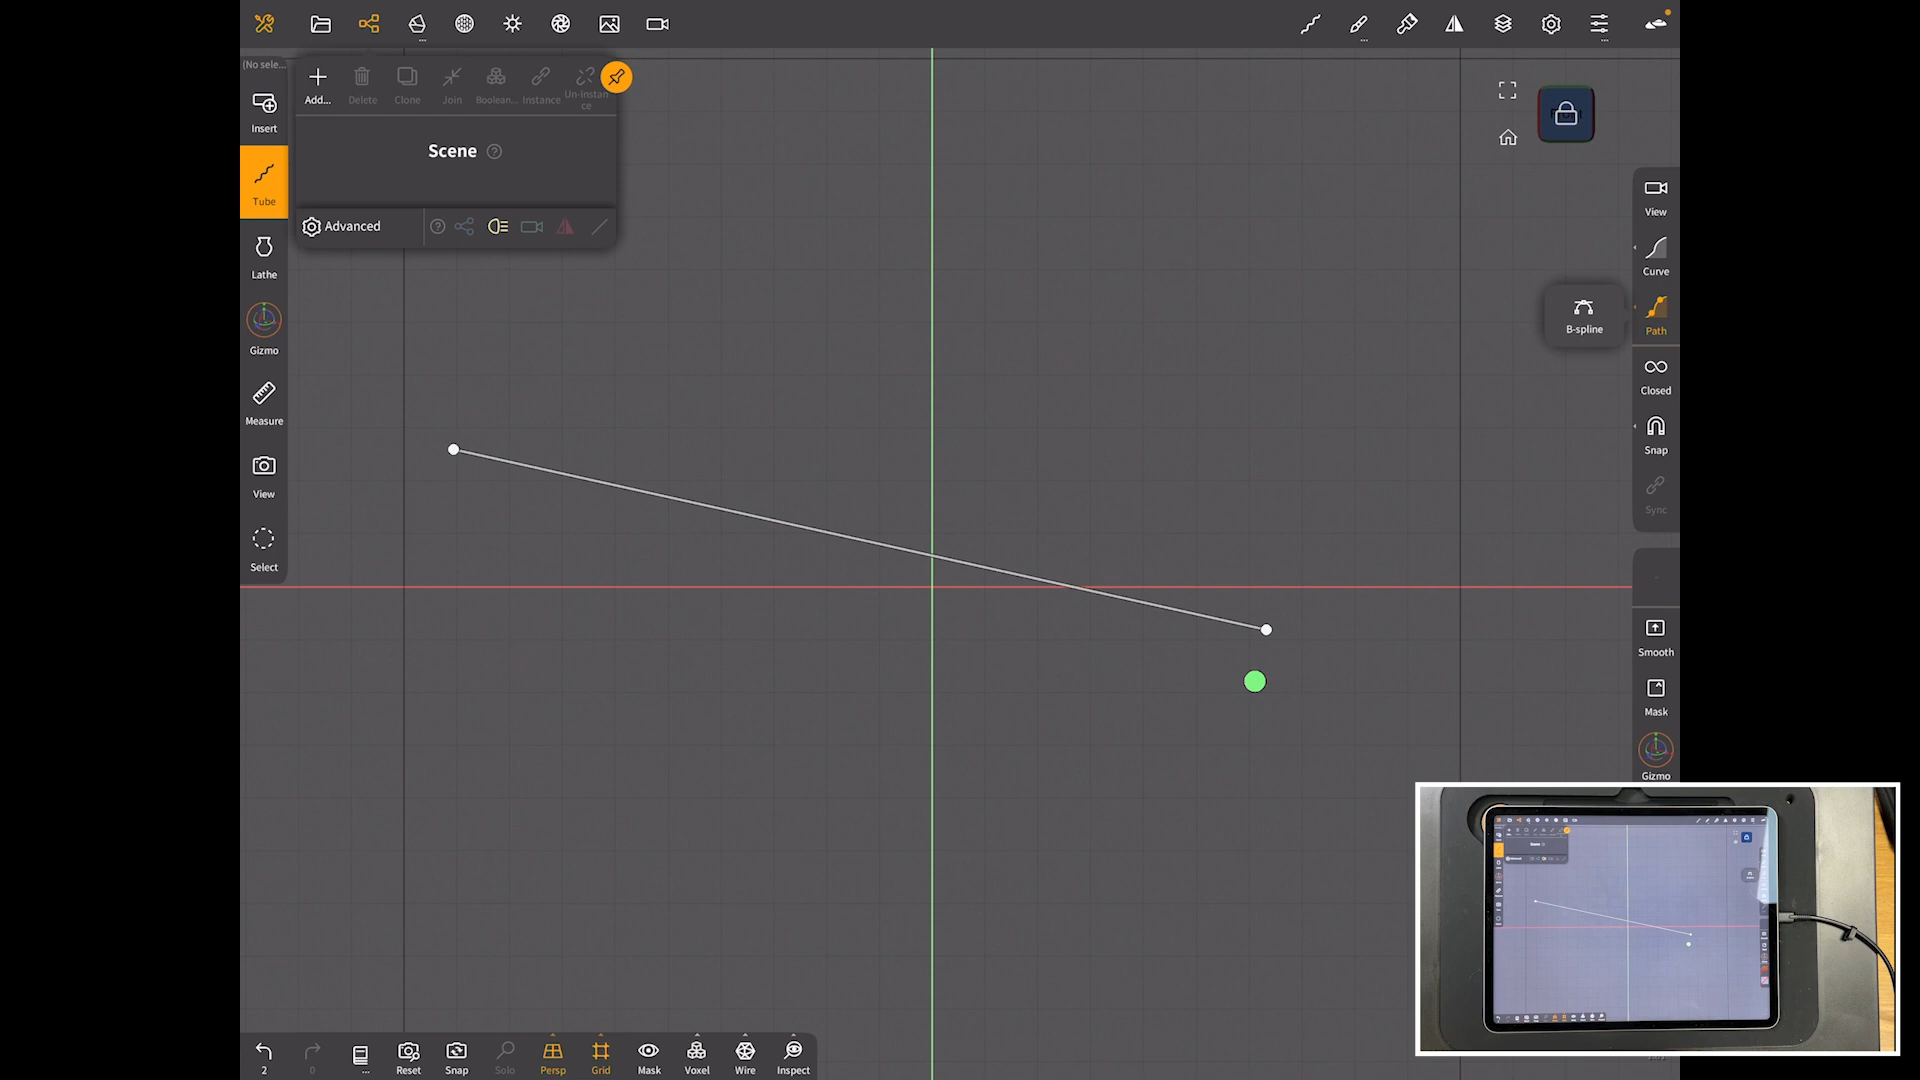 (No sele...
Add...
Delete
Clone
Join
Boolean...
Instance
Un-instan
ce
Insert
Scene
Tube
Advanced
Lathe
Gizmo
Measure
View
Select
View
Curve
B-spline
Path
Closed
Snap
Sync
Smooth
Mask
Gizmo
2
0
...
Reset
Snap
Solo
Persp
Grid
Mask
Voxel
Wire
Inspect